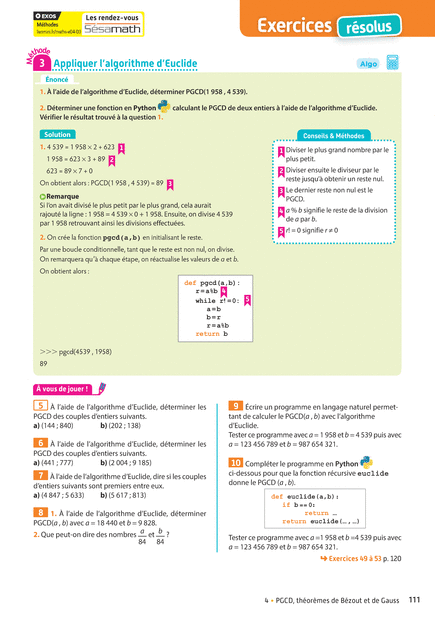 EXOS
Méthodes
lienmini.fr/maths-e04-03
Les rendez-vous
Sésamath
Exercices résolus
Méthode
3 Appliquer l'algorithme d'Euclide
Algo
Énoncé
1. À l'aide de l'algorithme d'Euclide, déterminer PGCD(1 958 , 4 539).
2. Déterminer une fonction en Python calculant le PGCD de deux entiers à l'aide de l'algorithme d'Euclide.
Vérifier le résultat trouvé à la question 1.
Solution
1. 4 539 = 1 958 × 2 + 623 1
1 958 = 623 × 3 + 89 2
623 = 89 × 7 + 0
On obtient alors : PGCD(1 958 , 4 539) = 89 3
Remarque
Si l'on avait divisé le plus petit par le plus grand, cela aurait
rajouté la ligne : 1 958 = 4 539 × 0 + 1 958. Ensuite, on divise 4 539
par 1 958 retrouvant ainsi les divisions effectuées.
2. On crée la fonction pgcd(a,b) en initialisant le reste.
Par une boucle conditionnelle, tant que le reste est non nul, on divise.
On remarquera qu'à chaque étape, on réactualise les valeurs de a et b.
On obtient alors :
def pgcd(a,b):
r=a%b 4
while r!=0: 5
a=b
b=r
r=a%b
return b
>>> pgcd(4539 , 1958)
89
Conseils & Méthodes
1 Diviser le plus grand nombre par le
plus petit.
2 Diviser ensuite le diviseur par le
reste jusqu'à obtenir un reste nul.
3 Le dernier reste non nul est le
PGCD.
4 a % b signifie le reste de la division
de a par b.
5 r! = 0 signifie r ≠ 0
À vous de jouer !
5 À l'aide de l'algorithme d'Euclide, déterminer les
PGCD des couples d'entiers suivants.
a) (144 ; 840) b) (202 ; 138)
6 À l'aide de l'algorithme d'Euclide, déterminer les
PGCD des couples d'entiers suivants.
a) (441 ; 777) b) (2 004 ; 9 185)
7 À l'aide de l'algorithme d'Euclide, dire si les couples
d'entiers suivants sont premiers entre eux.
a) (4 847 ; 5 633) b) (5 617 ; 813)
8 1. À l'aide de l'algorithme d'Euclide, déterminer
PGCD(a , b) avec a = 18 440 et b = 9 828.
2. Que peut-on dire des nombres a/84 et b/84 ?
9 Écrire un programme en langage naturel permet-
tant de calculer le PGCD(a , b) avec l'algorithme
d'Euclide.
Tester ce programme avec a = 1 958 et b = 4 539 puis avec
a = 123 456 789 et b = 987 654 321.
10 Compléter le programme en Python
ci-dessous pour que la fonction récursive euclide
donne le PGCD (a , b).
def euclide(a,b):
if b==0:
return …
return euclide(…,…)
Tester ce programme avec a =1 958 et b =4 539 puis avec
a = 123 456 789 et b = 987 654 321.
Exercices 49 à 53 p. 120
4 • PGCD, théorèmes de Bézout et de Gauss 111